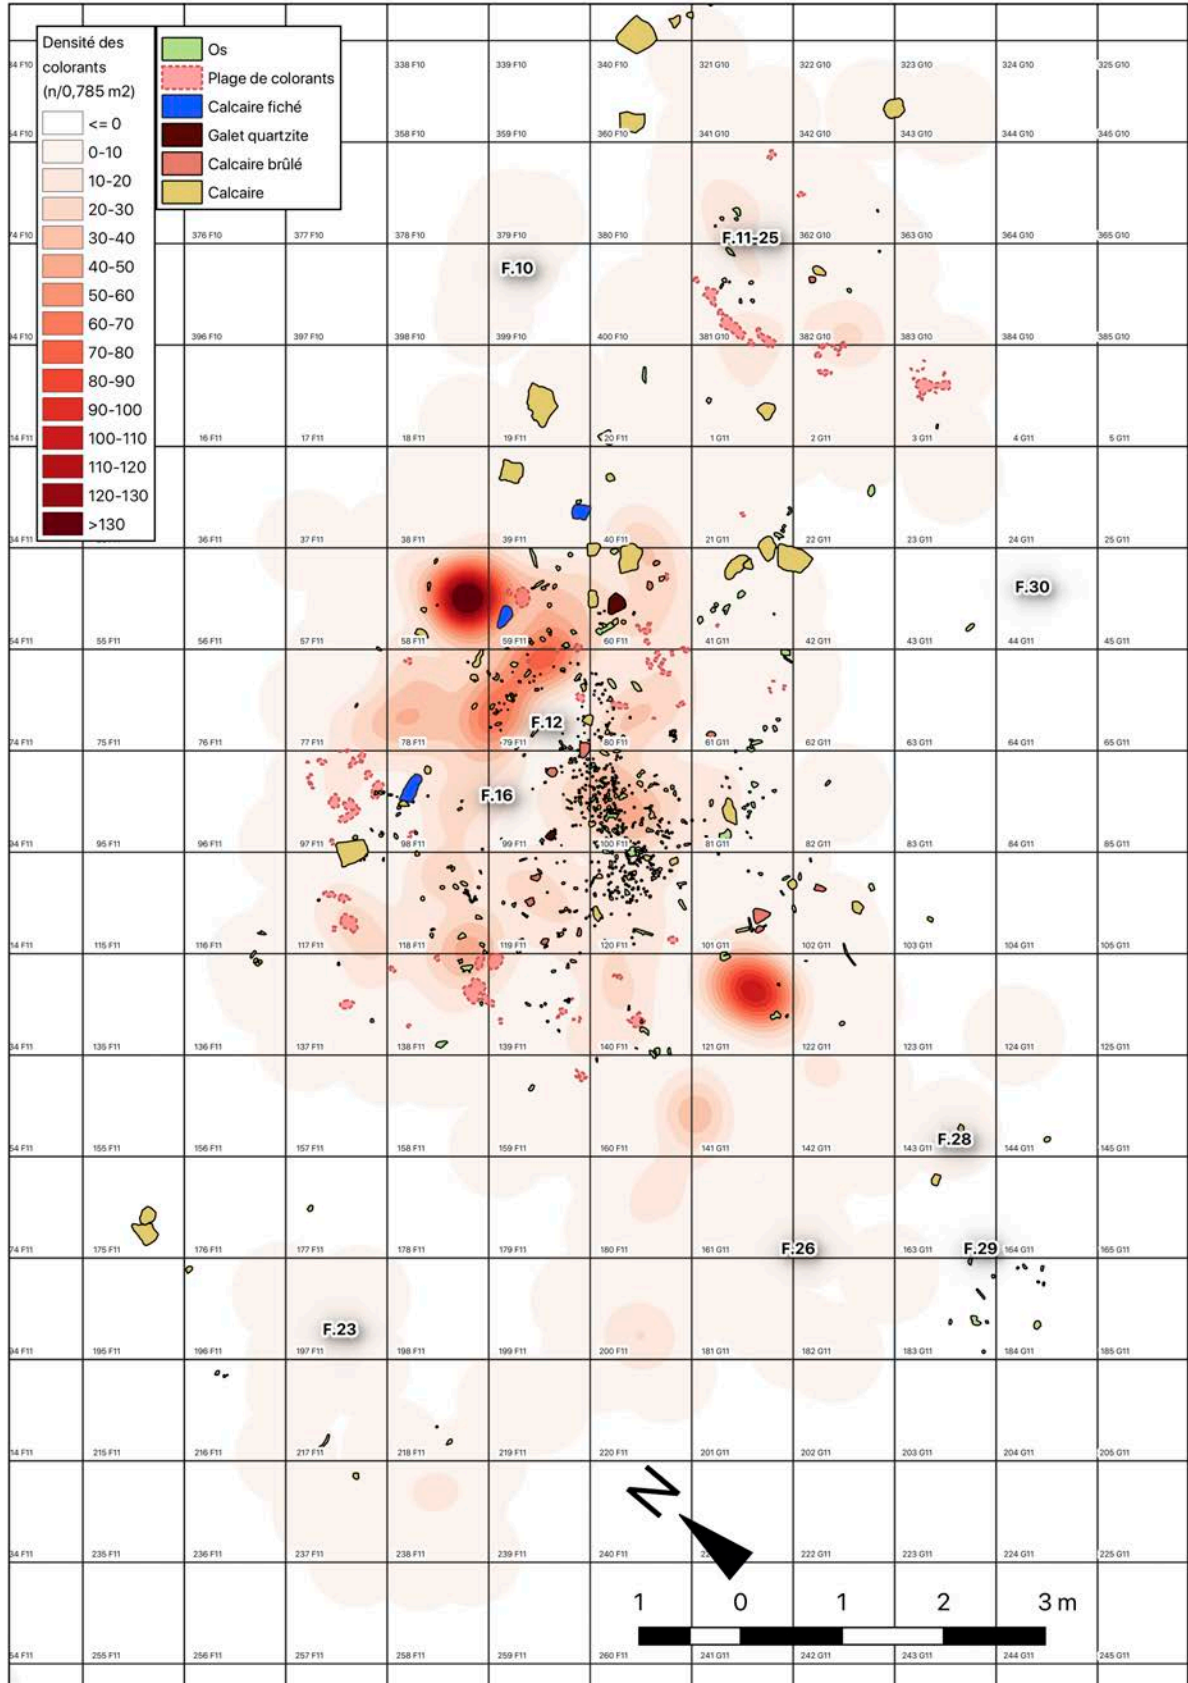 Densité des
colorants
(n/0,785 m2)
<= 0
0-10
10-20
20-30
30-40
40-50
50-60
60-70
70-80
80-90
90-100
100-110
110-120
120-130
>130
Os
Plage de colorants
Calcaire fiché
Galet quartzite
Calcaire brûlé
Calcaire
338 F10 339 F10 340 F10 321 G10 322 G10 323 G10 324 G10 325 G10
358 F10 359 F10 360 F10 341 G10 342 G10 343 G10 344 G10 345 G10
F.11-25
376 F10 377 F10 378 F10 379 F10 380 F10 362 G10 363 G10 364 G10 365 G10
F.10
396 F10 397 F10 398 F10 399 F10 400 F10 381 G10 382 G10 383 G10 384 G10 385 G10
16 F11 17 F11 18 F11 19 F11 20 F11 1 G11 2 G11 3 G11 4 G11 5 G11
36 F11 37 F11 38 F11 39 F11 40 F11 21 G11 22 G11 24 G11 25 G11
F.30
55 F11 56 F11 58 F11 59 F11 60 F11 41 G11 42 G11 43 G11 44 G11 45 G11
F.12
75 F11 76 F11 77 F11 78 F11 79 F11 80 F11 61 G11 62 G11 63 G11 64 G11 65 G11
F.16
95 F11 96 F11 97 F11 98 F11 99 F11 100 F11 81 G11 82 G11 83 G11 84 G11 85 G11
115 F11 116 F11 117 F11 118 F11 119 F11 120 F11 101 G11 102 G11 103 G11 104 G11 105 G11
135 F11 136 F11 137 F11 138 F11 139 F11 140 F11 121 G11 122 G11 123 G11 124 G11 125 G11
F.28
155 F11 156 F11 157 F11 158 F11 159 F11 160 F11 141 G11 142 G11 143 G11 144 G11 145 G11
175 F11 176 F11 177 F11 178 F11 179 F11 180 F11 161 G11 F.26 163 G11 F.29 164 G11 165 G11
F.23
195 F11 196 F11 197 F11 198 F11 199 F11 200 F11 181 G11 182 G11 183 G11 184 G11 185 G11
215 F11 216 F11 217 F11 218 F11 219 F11 220 F11 201 G11 202 G11 203 G11 204 G11 205 G11
N
235 F11 236 F11 237 F11 238 F11 239 F11 240 F11 222 G11 223 G11 224 G11 225 G11
1 0 1 2 3 m
255 F11 256 F11 257 F11 258 F11 259 F11 260 F11 241 G11 242 G11 243 G11 244 G11 245 G11